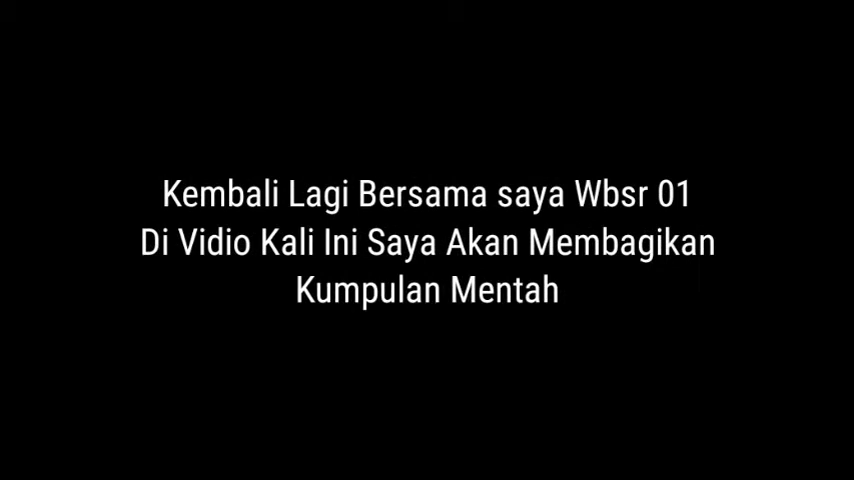 Kembali Lagi Bersama saya Wbsr 01
Di Vidio Kali Ini Saya Akan Membagikan
Kumpulan Mentah